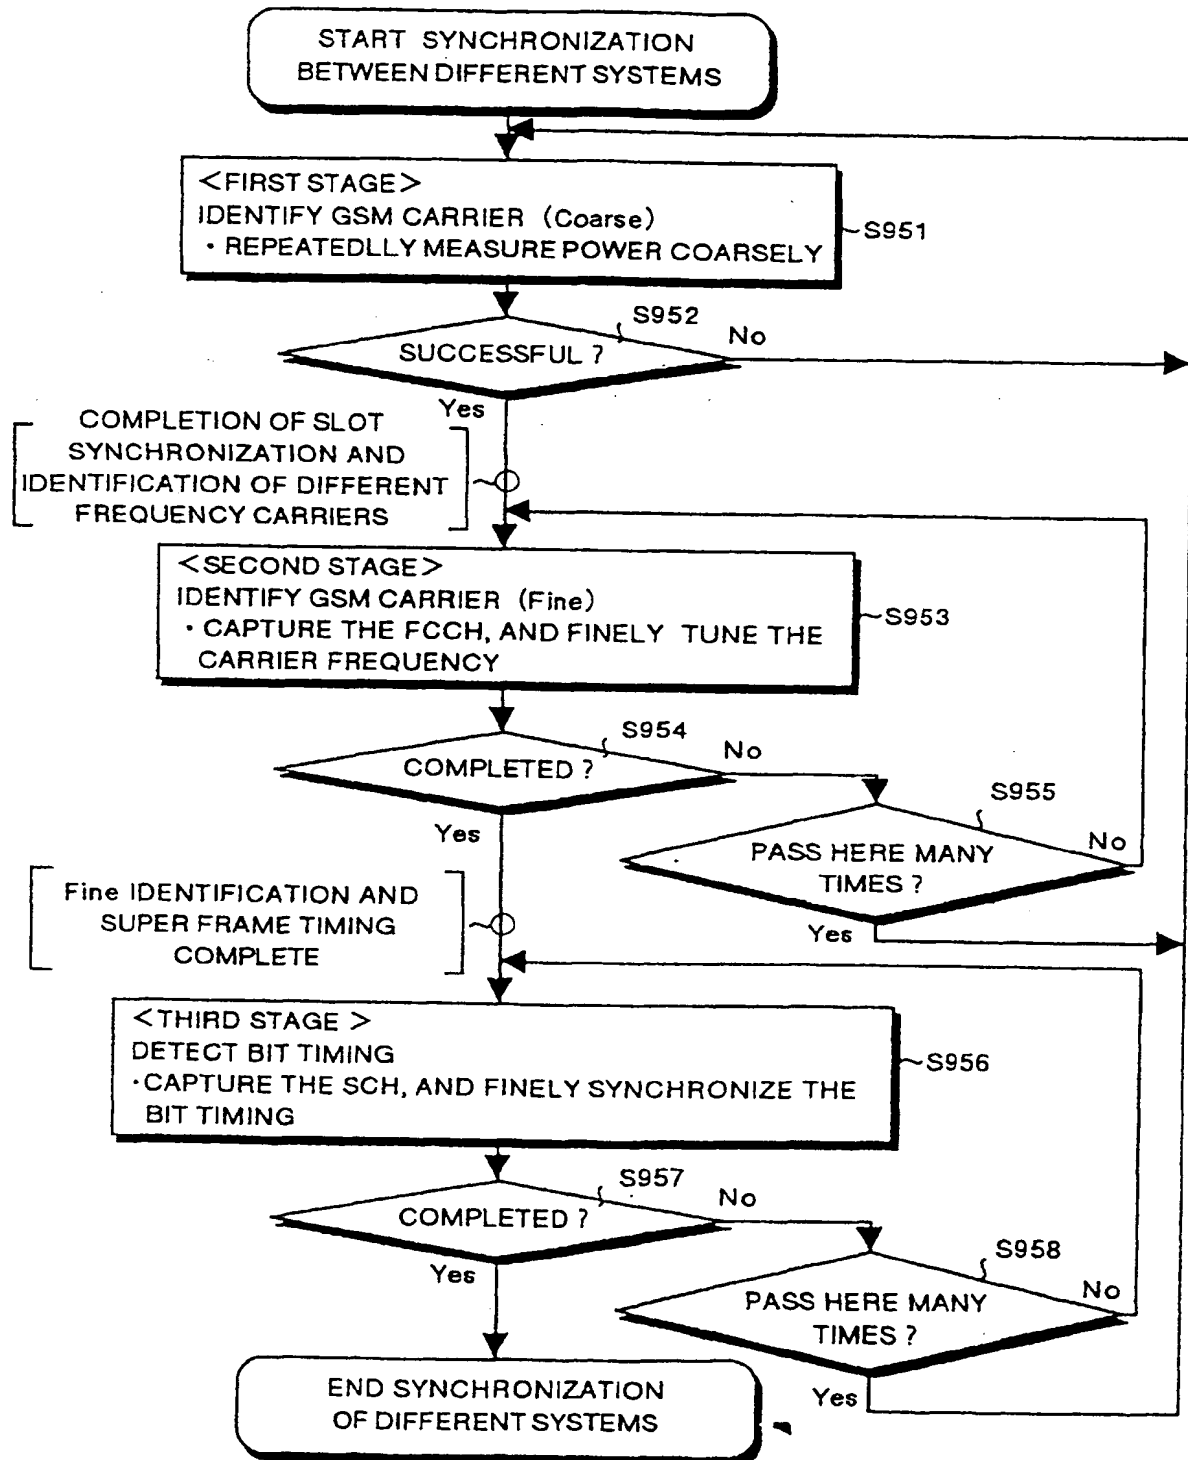 START SYNCHRONIZATION
BETWEEN DIFFERENT SYSTEMS
<FIRST STAGE>
IDENTIFY GSM CARRIER (Coarse)
· REPEATEDLLY MEASURE POWER COARSELY
S951
S952
SUCCESSFUL ?
No
Yes
COMPLETION OF SLOT
SYNCHRONIZATION AND
IDENTIFICATION OF DIFFERENT
FREQUENCY CARRIERS
<SECOND STAGE>
IDENTIFY GSM CARRIER (Fine)
· CAPTURE THE FCCH, AND FINELY TUNE THE
CARRIER FREQUENCY
S953
S954
COMPLETED ?
No
Yes
S955
PASS HERE MANY
TIMES ?
No
Yes
Fine IDENTIFICATION AND
SUPER FRAME TIMING
COMPLETE
<THIRD STAGE >
DETECT BIT TIMING
· CAPTURE THE SCH, AND FINELY SYNCHRONIZE THE
BIT TIMING
S956
S957
COMPLETED ?
No
Yes
S958
PASS HERE MANY
TIMES ?
No
Yes
END SYNCHRONIZATION
OF DIFFERENT SYSTEMS